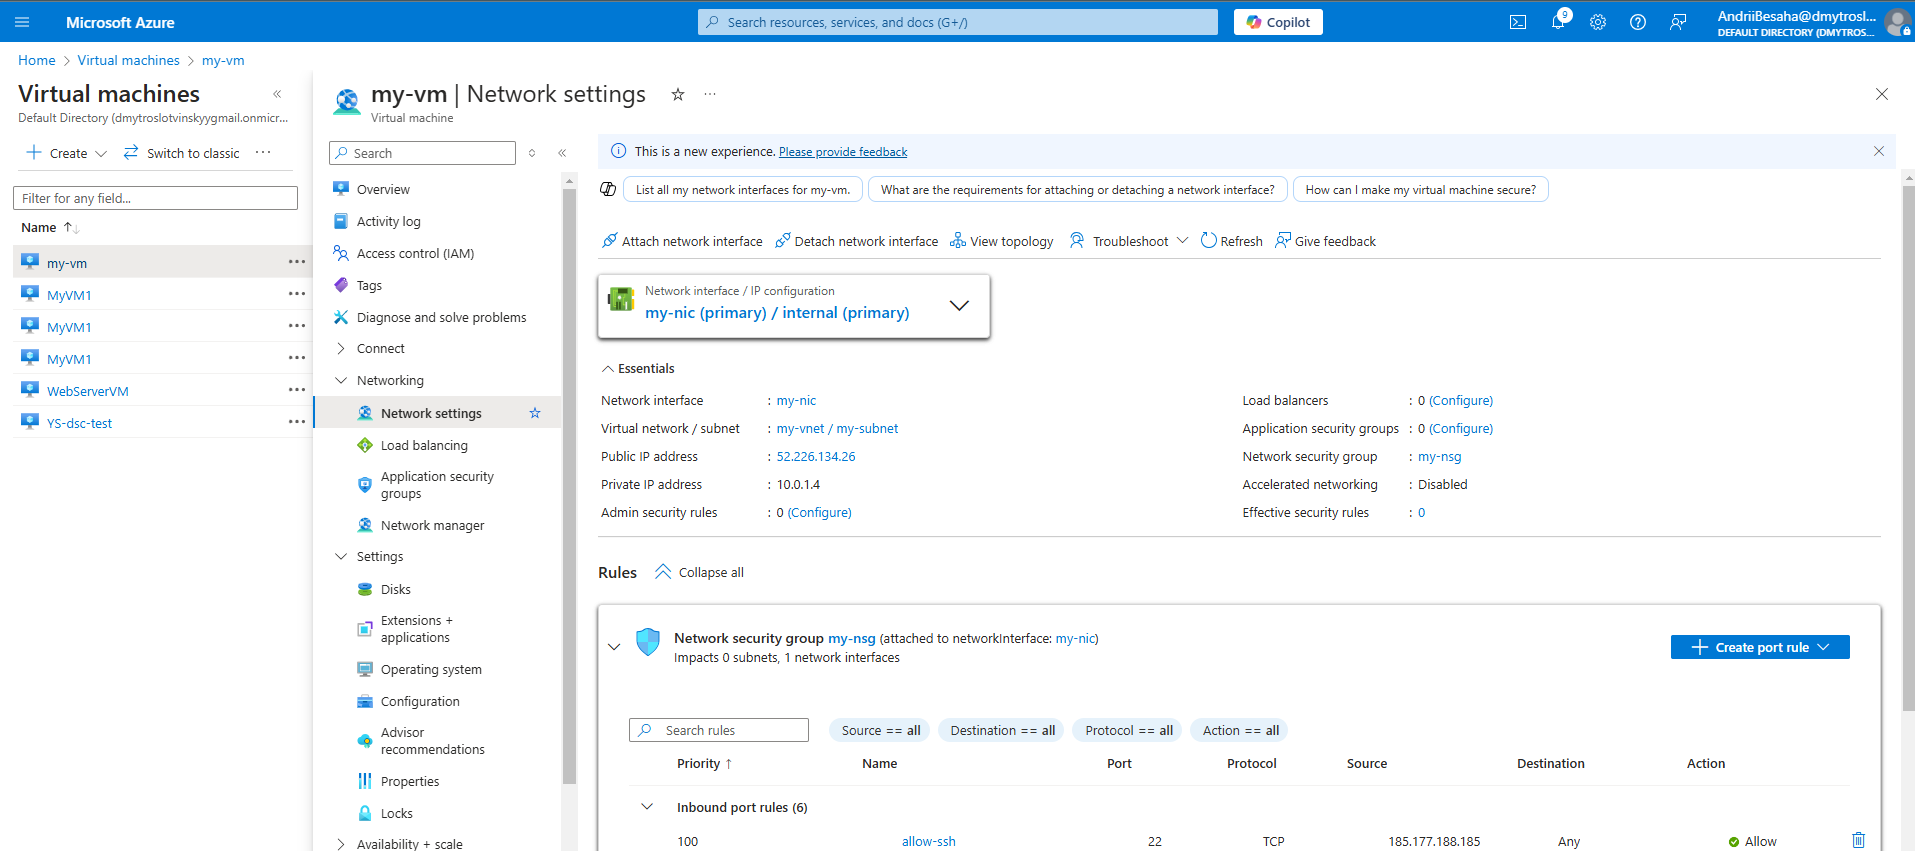 Microsoft Azure
Search resources, services, and docs (G+/)
Copilot
9
AndriiBesaha@dmytrosl...
DEFAULT DIRECTORY (DMYTROS...
Home > Virtual machines > my-vm
Virtual machines
Default Directory (dmytroslotvinskyygmail.onmicr...
Create
Switch to classic
Filter for any field...
Name
my-vm
MyVM1
MyVM1
MyVM1
WebServerVM
YS-dsc-test
my-vm | Network settings
Virtual machine
Search
Overview
Activity log
Access control (IAM)
Tags
Diagnose and solve problems
Connect
Networking
Network settings
Load balancing
Application security
groups
Network manager
Settings
Disks
Extensions +
applications
Operating system
Configuration
Advisor
recommendations
Properties
Locks
Availability + scale
This is a new experience. Please provide feedback
List all my network interfaces for my-vm.
What are the requirements for attaching or detaching a network interface?
How can I make my virtual machine secure?
Attach network interface
Detach network interface
View topology
Troubleshoot
Refresh
Give feedback
Network interface / IP configuration
my-nic (primary) / internal (primary)
Essentials
Network interface : my-nic
Virtual network / subnet : my-vnet / my-subnet
Public IP address : 52.226.134.26
Private IP address : 10.0.1.4
Admin security rules : 0 (Configure)
Load balancers : 0 (Configure)
Application security groups : 0 (Configure)
Network security group : my-nsg
Accelerated networking : Disabled
Effective security rules : 0
Rules
Collapse all
Network security group my-nsg (attached to networkInterface: my-nic)
Impacts 0 subnets, 1 network interfaces
Create port rule
Search rules
Source == all
Destination == all
Protocol == all
Action == all
Priority ↑ Name Port Protocol Source Destination Action
Inbound port rules (6)
100 allow-ssh 22 TCP 185.177.188.185 Any Allow